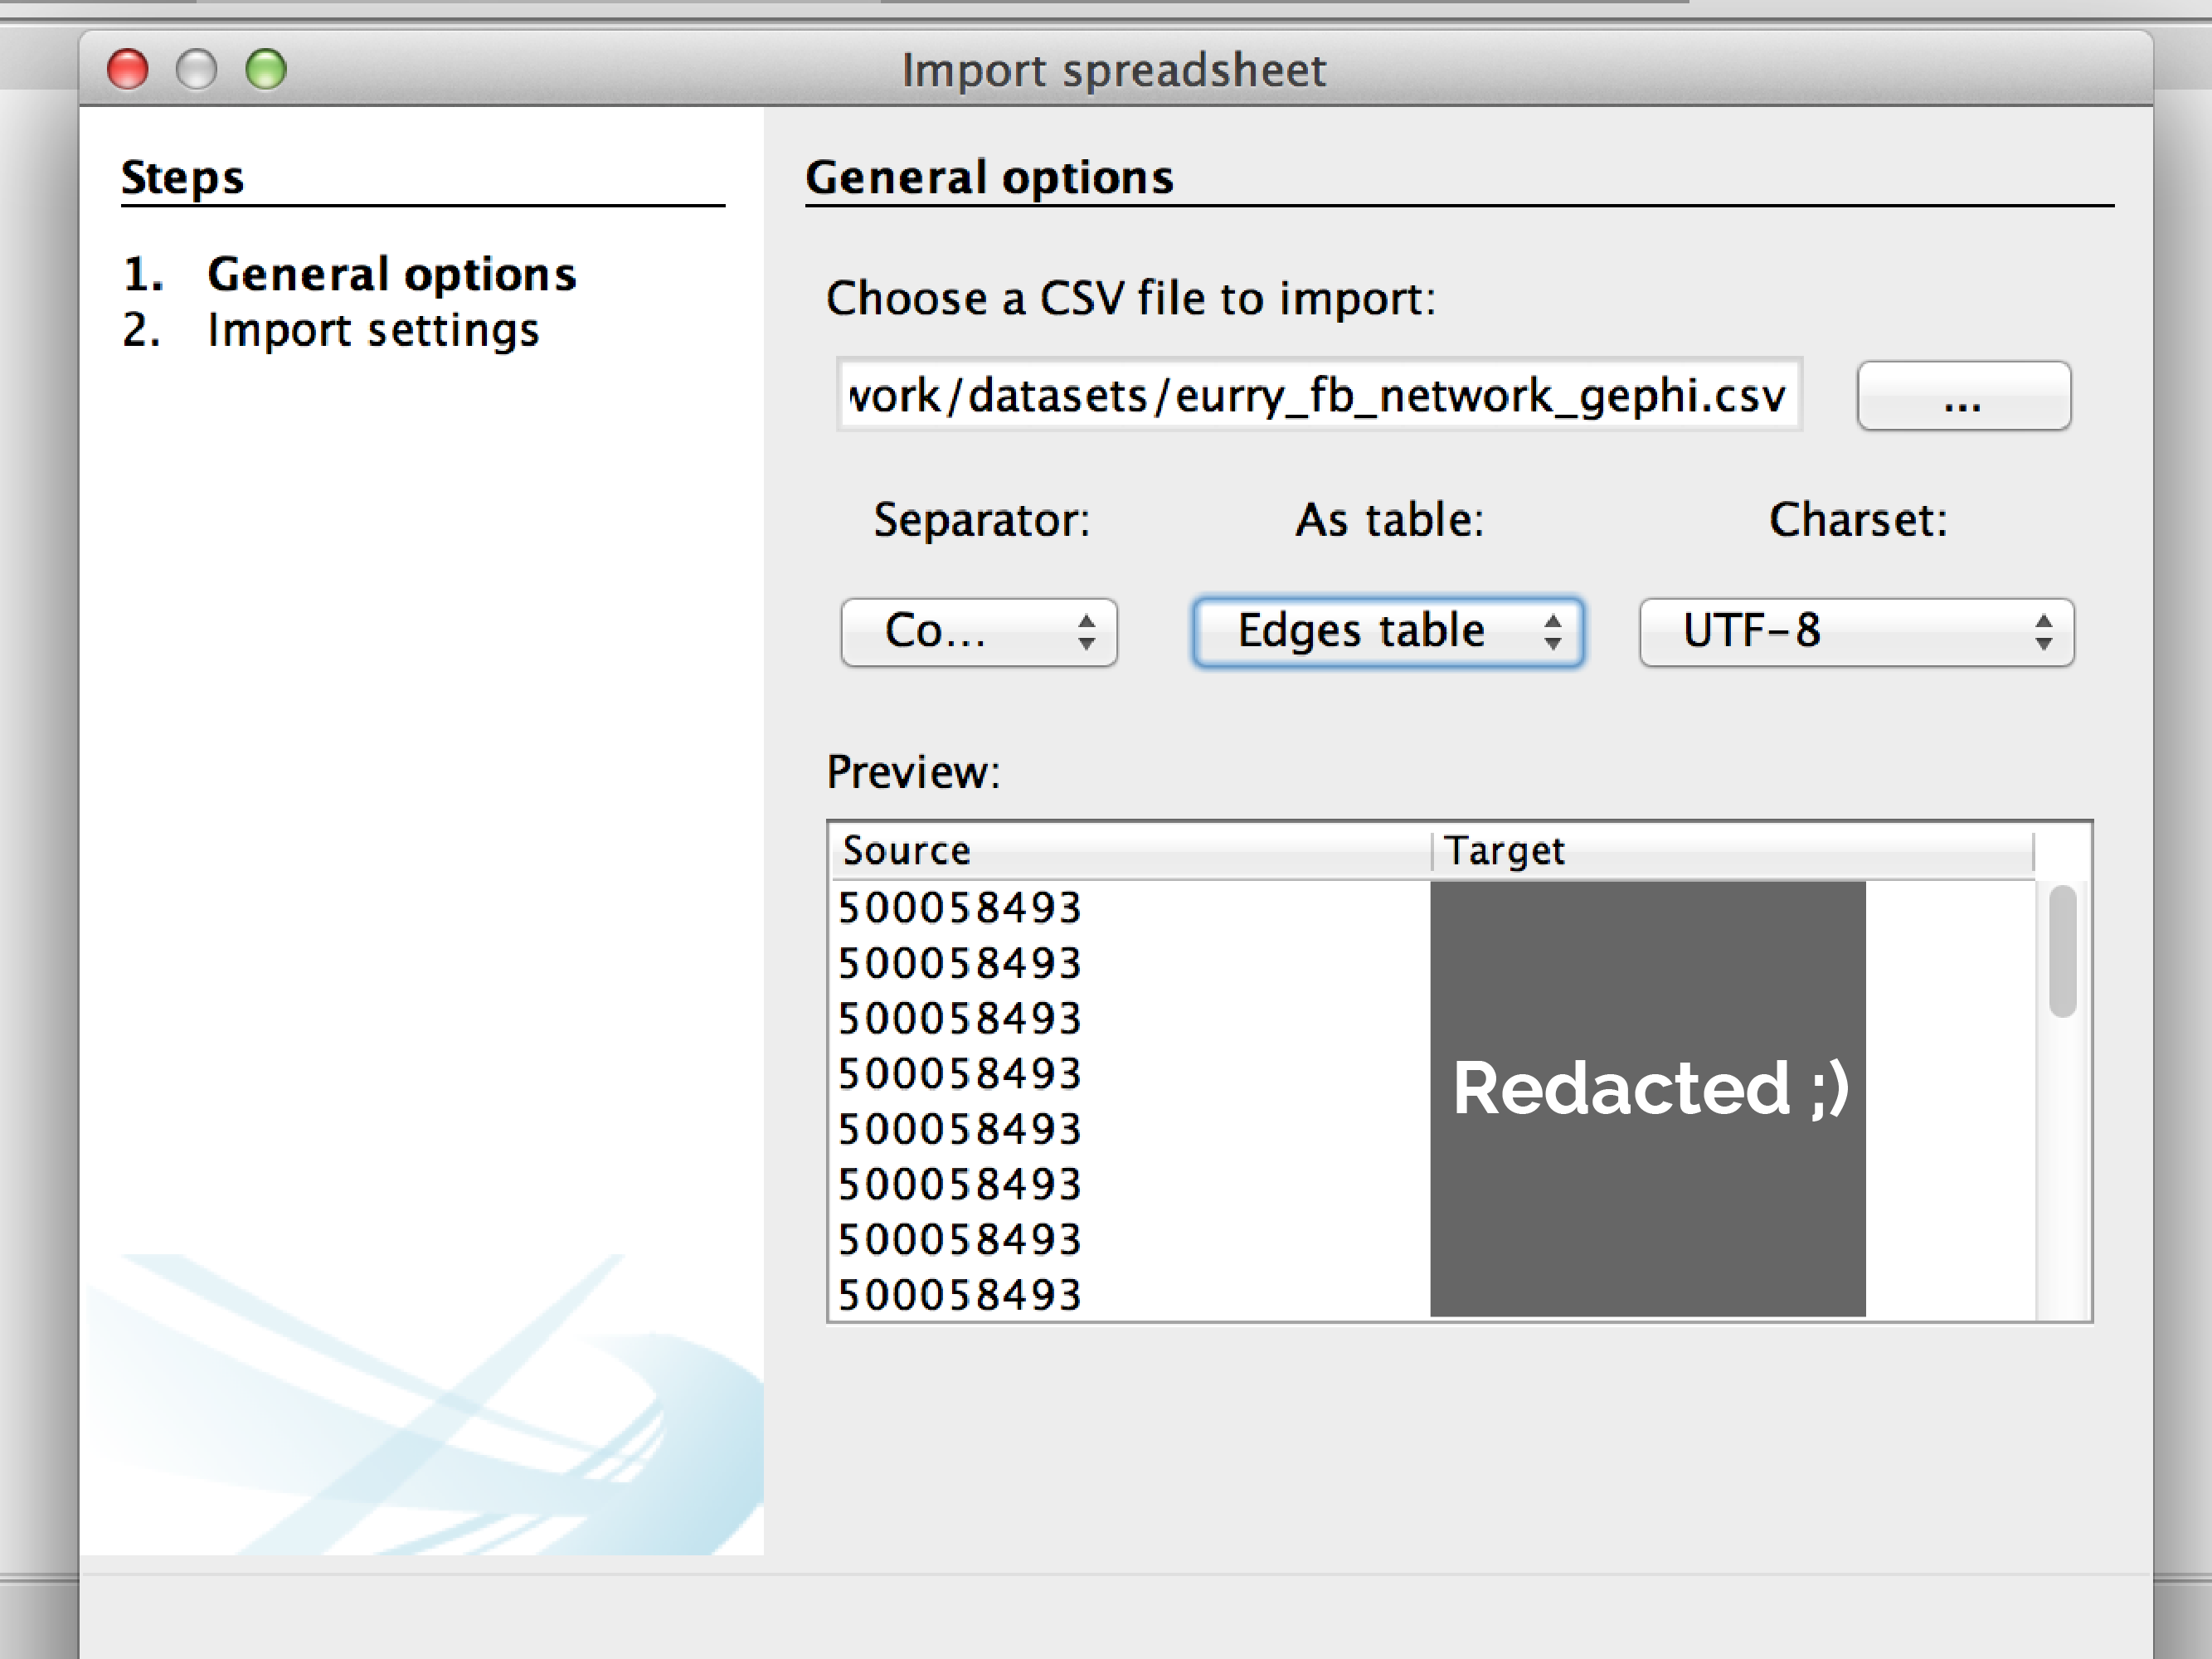 Import spreadsheet
Steps
1. General options
2. Import settings
General options
Choose a CSV file to import:
work/datasets/eurry_fb_network_gephi.csv
...
Separator: As table: Charset:
Co... Edges table UTF-8
Preview:
Source Target
500058493
500058493
500058493
500058493
500058493
500058493
500058493
500058493
Redacted ;)